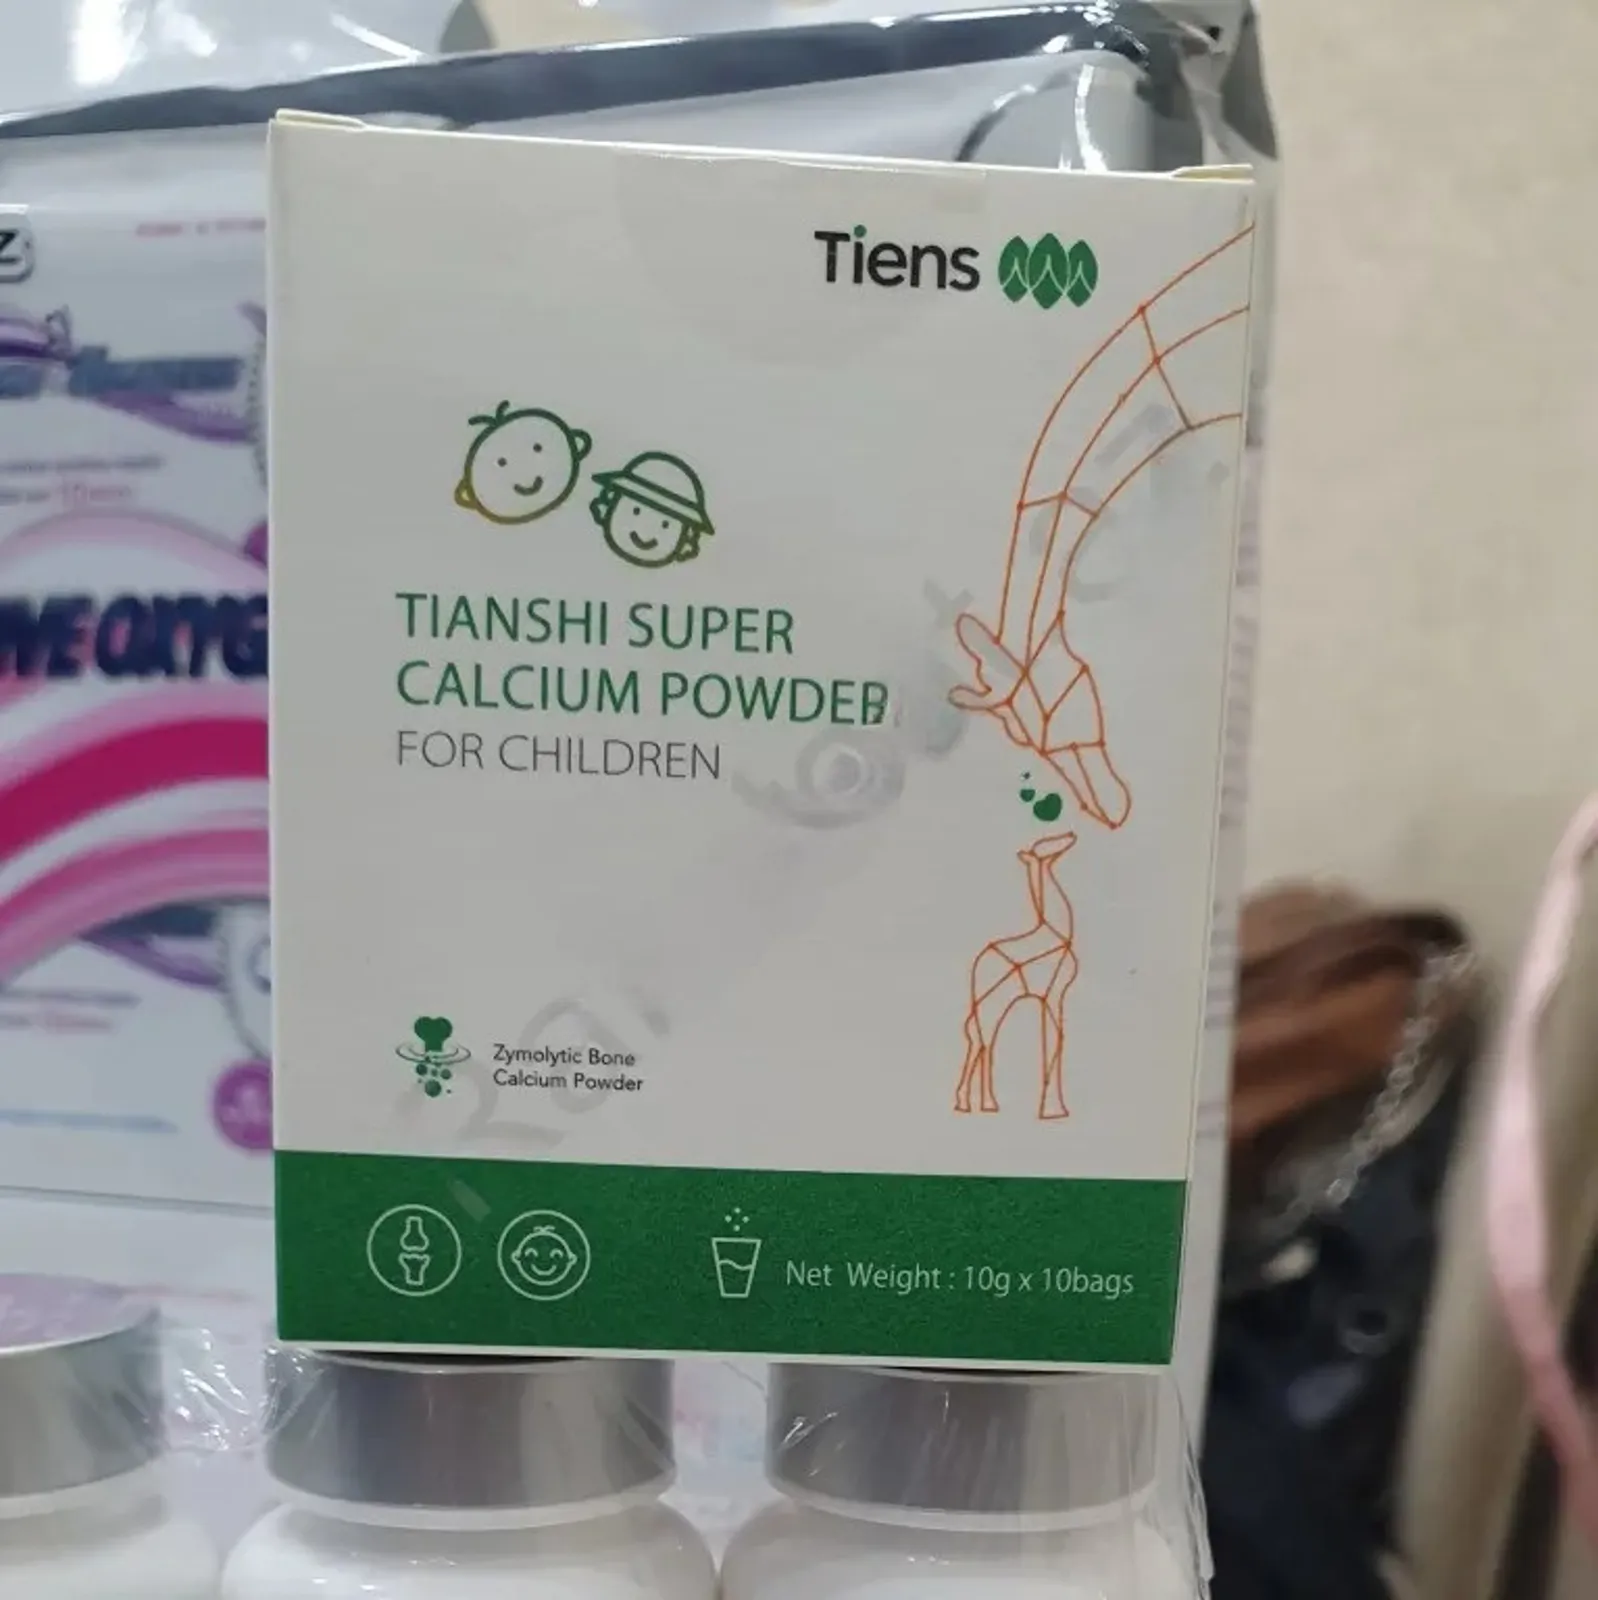 Tiens
TIANSHI SUPER
CALCIUM POWDER
FOR CHILDREN
Zymolytic Bone
Calcium Powder
Net Weight : 10g x 10bags